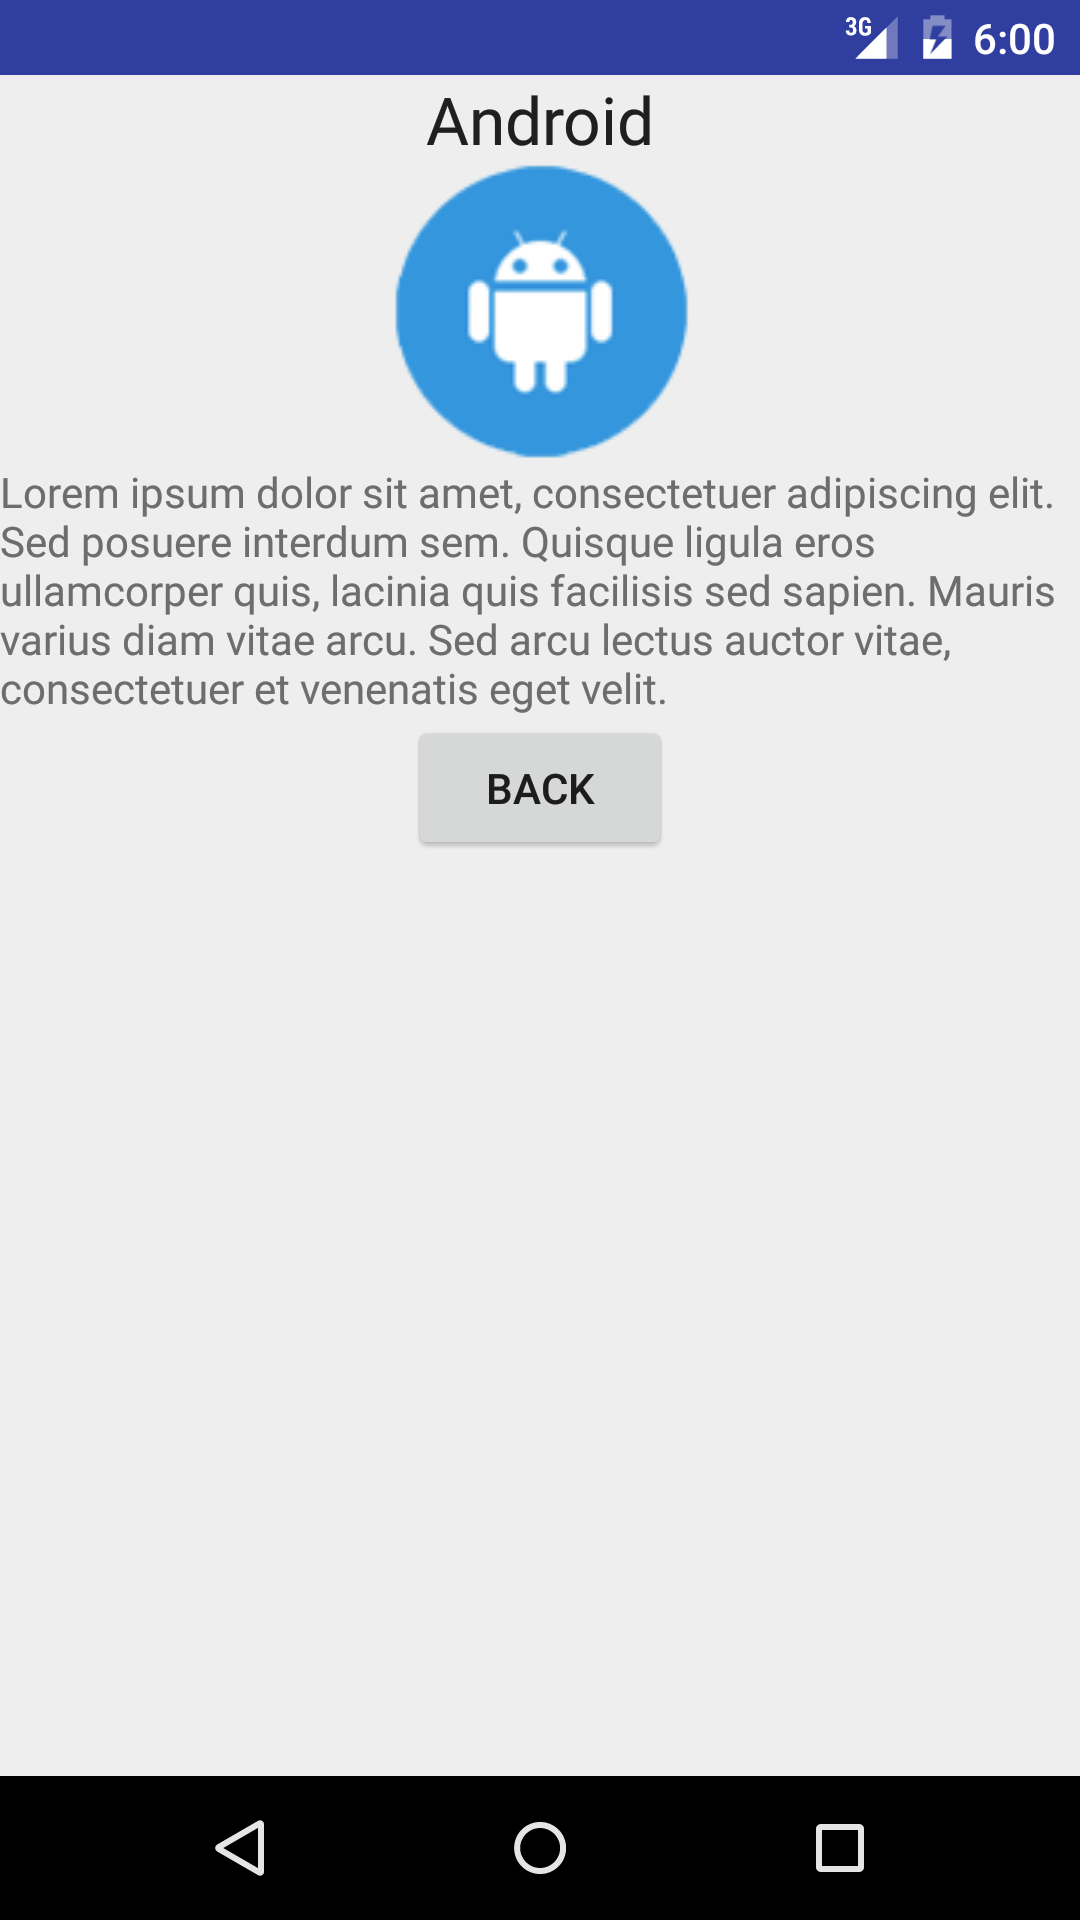 3G 6:00
Android
Lorem ipsum dolor sit amet, consectetuer adipiscing elit.
Sed posuere interdum sem. Quisque ligula eros
ullamcorper quis, lacinia quis facilisis sed sapien. Mauris
varius diam vitae arcu. Sed arcu lectus auctor vitae,
consectetuer et venenatis eget velit.
BACK